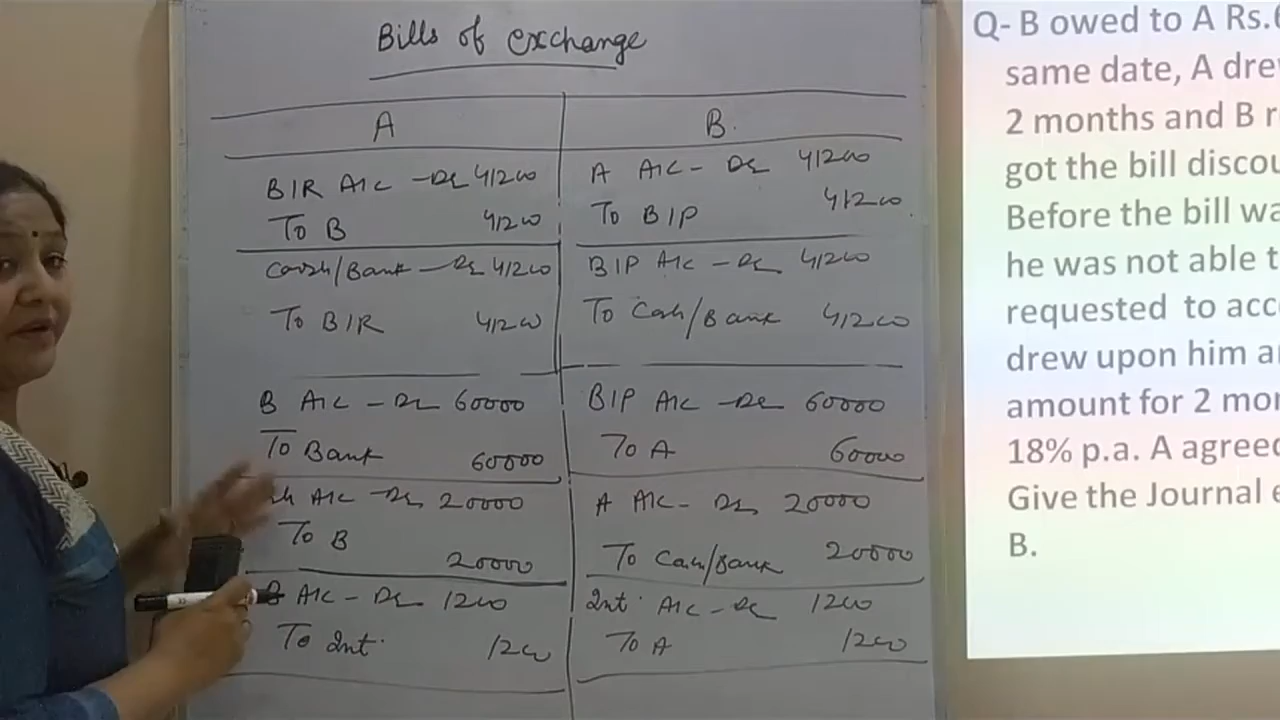 Bills of exchange
A
B.
B/R A/C - Dr 41200
To B 41200
Cash/Bank - Dr 41200
To B/R 41200
B A/C - Dr 60000
To Bank 60000
A/C - Dr 20000
To B 20000
B A/C - Dr 1200
To Int. 1200
A A/C - Dr 41200
To B/P 41200
B/P A/C - Dr 41200
To Cash/Bank 41200
B/P A/C - Dr 60000
To A 60000
A A/C - Dr 20000
To Cash/Bank 20000
Int. A/C - Dr 1200
To A 1200
Q- B owed to A Rs.6
same date, A drew
2 months and B r
got the bill discou
Before the bill wa
he was not able t
requested to acc
drew upon him a
amount for 2 mon
18% p.a. A agreed
Give the Journal e
B.